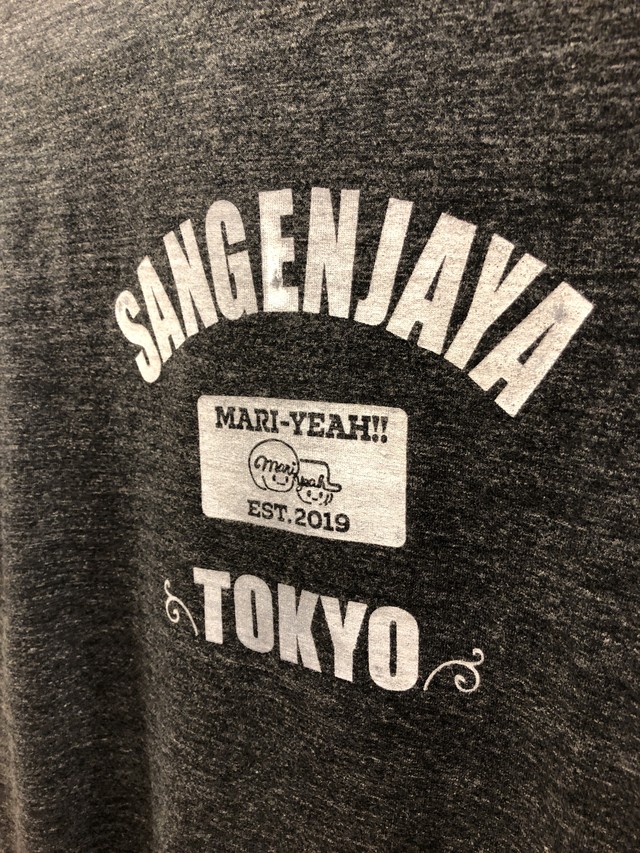 SANGENJAYA
MARI-YEAH!!
Mari
yeah
EST.2019
TOKYO